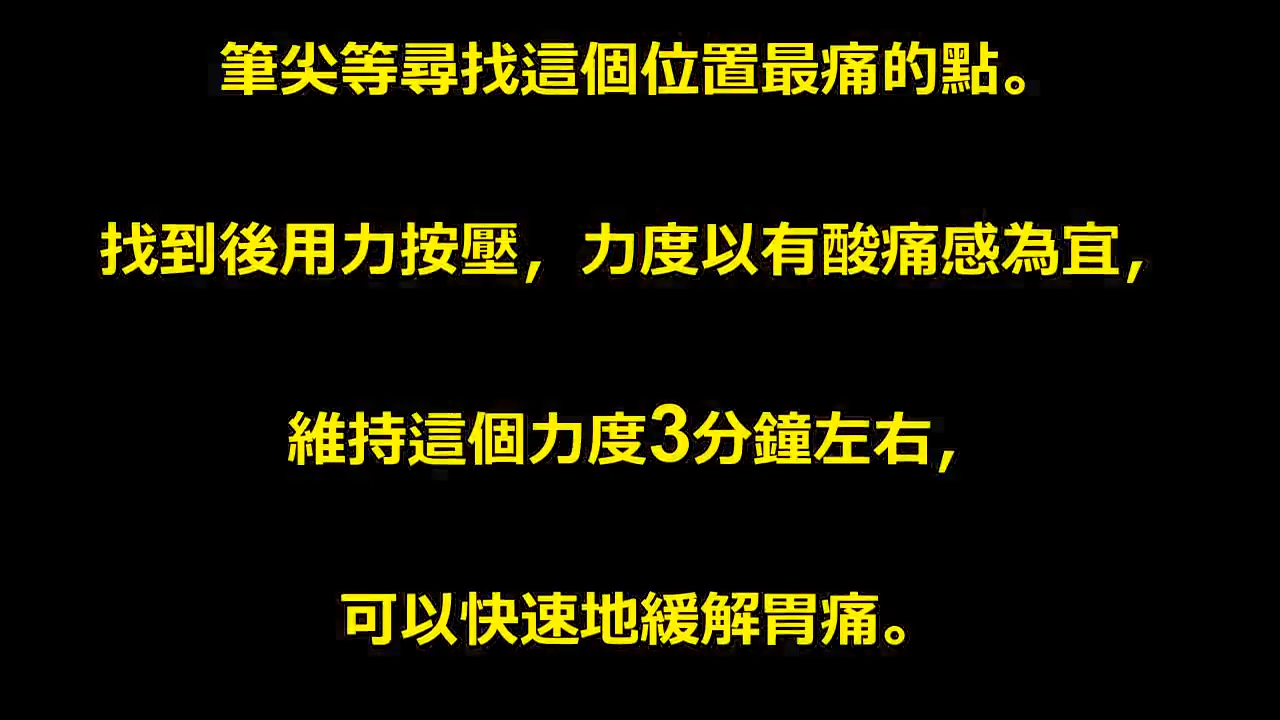 筆尖等尋找這個位置最痛的點。
找到後用力按壓，力度以有酸痛感為宜，
維持這個力度3分鐘左右，
可以快速地緩解胃痛。